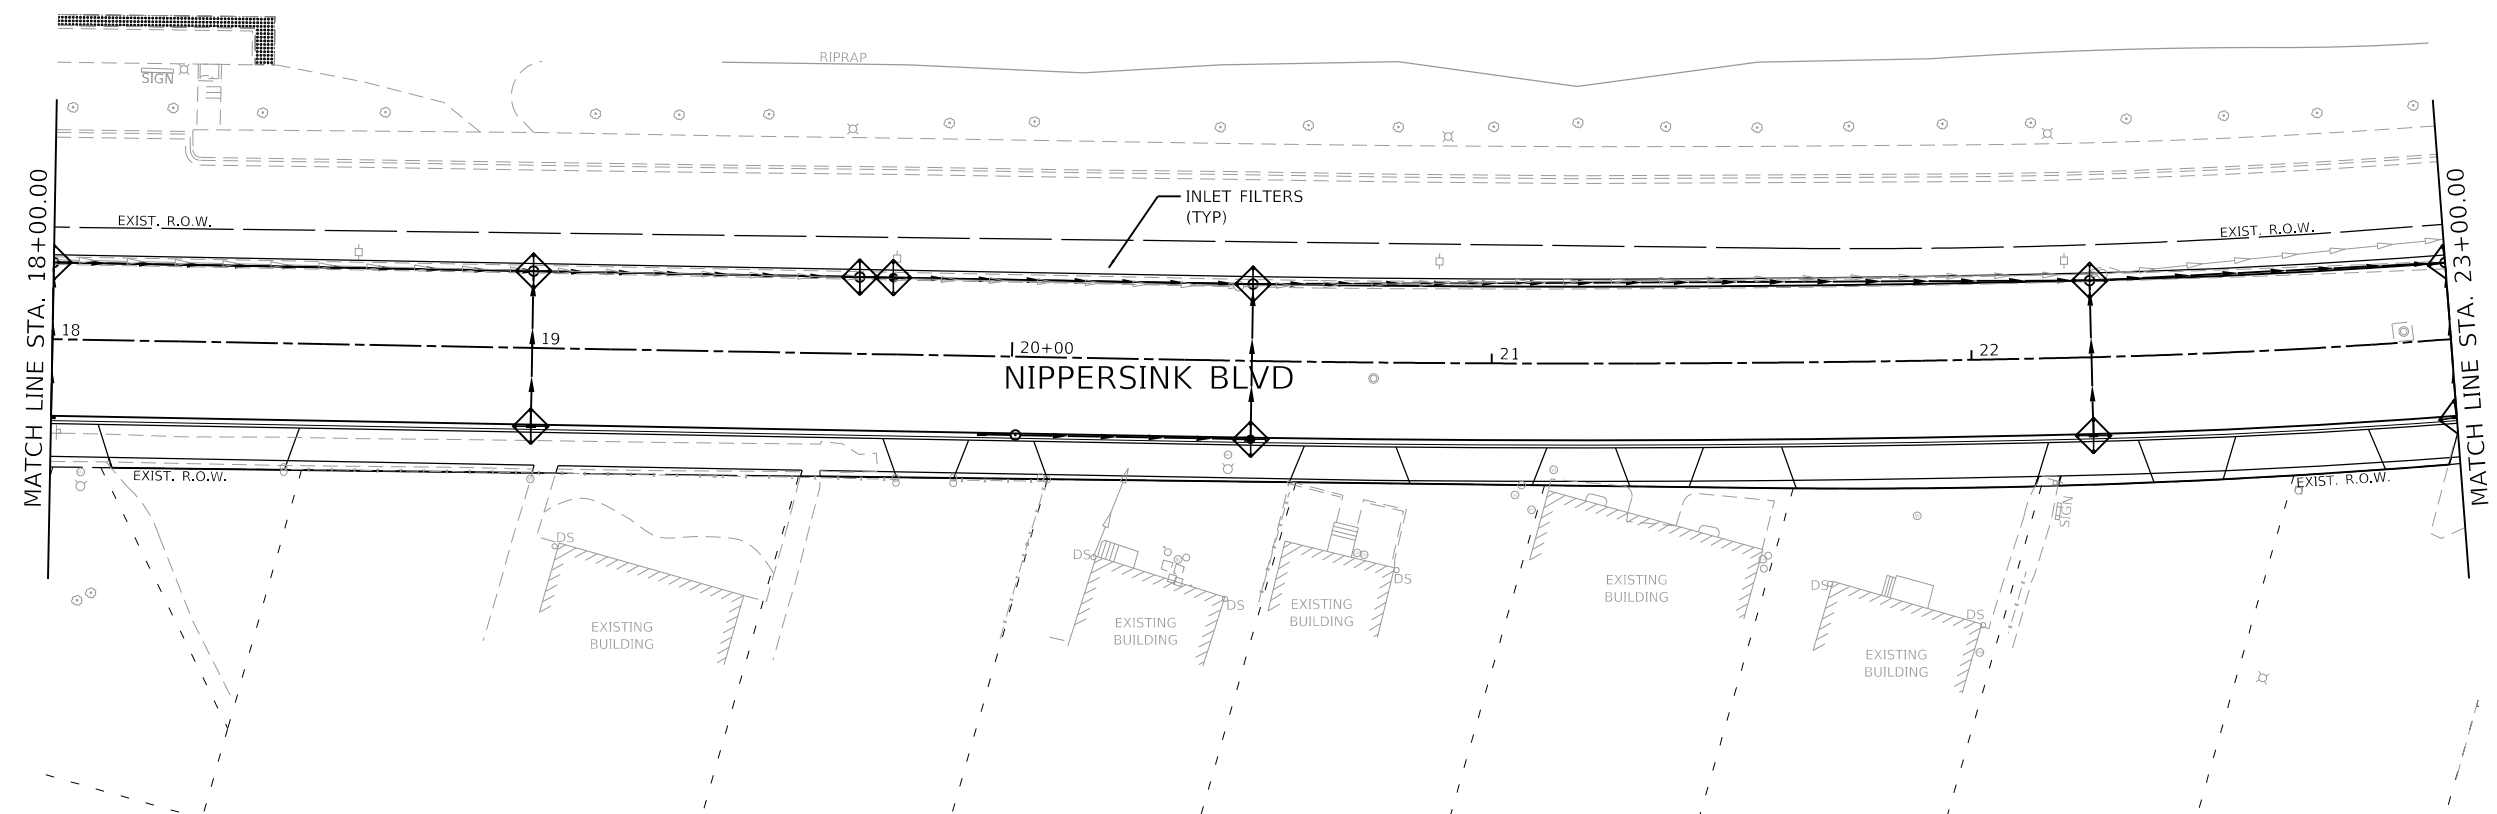 RIPRAP
SIGN
INLET FILTERS
(TYP)
EXIST. R.O.W.
EXIST. R.O.W.
MATCH LINE STA. 18+00.00
MATCH LINE STA. 23+00.00
18
19
20+00
21
22
NIPPERSINK BLVD
EXIST. R.O.W.
EXIST. R.O.W.
SIGN
DS
DS
DS
DS
DS
DS
EXISTING
BUILDING
EXISTING
BUILDING
EXISTING
BUILDING
EXISTING
BUILDING
EXISTING
BUILDING